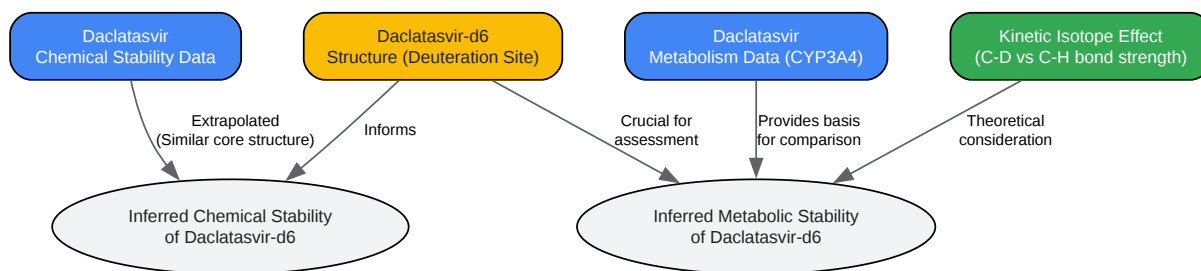 Daclatasvir
Chemical Stability Data
Daclatasvir-d6
Structure (Deuteration Site)
Daclatasvir
Metabolism Data (CYP3A4)
Kinetic Isotope Effect
(C-D vs C-H bond strength)
Extrapolated
(Similar core structure)
Informs
Crucial for
assessment
Provides basis
for comparison
Theoretical
consideration
Inferred Chemical Stability
of Daclatasvir-d6
Inferred Metabolic Stability
of Daclatasvir-d6